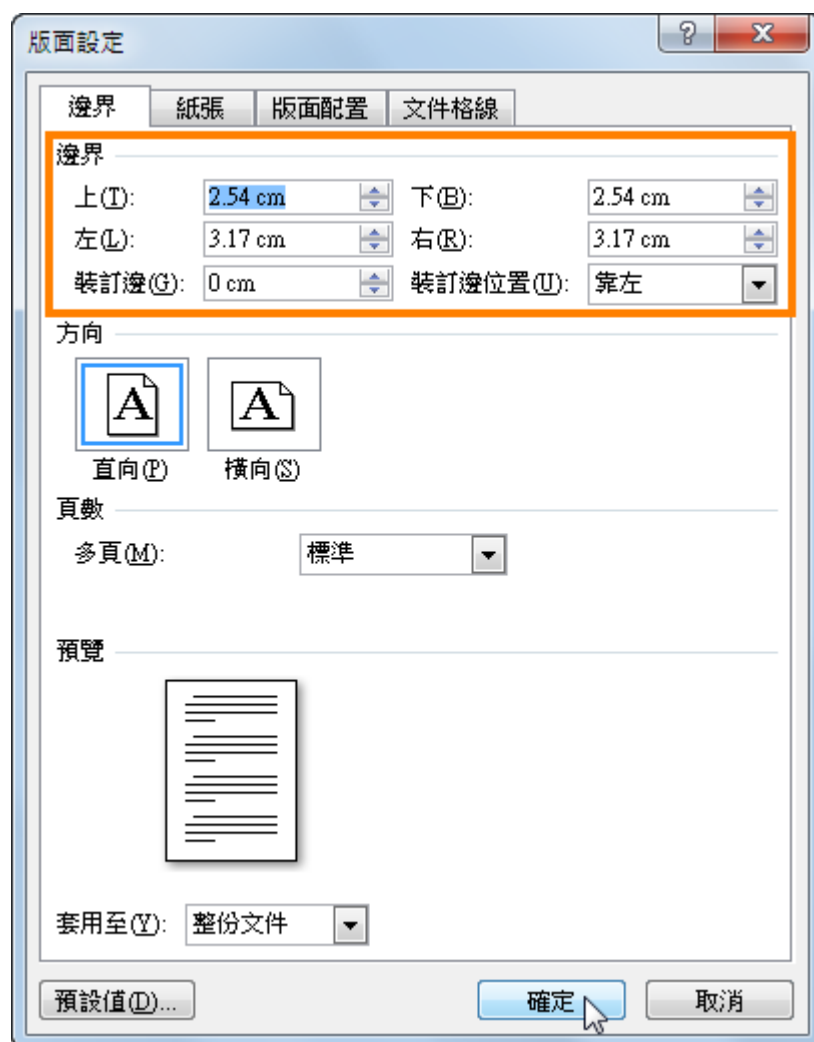 版面設定
邊界 紙張 版面配置 文件格線
邊界
上(T): 2.54 cm 下(B): 2.54 cm
左(L): 3.17 cm 右(R): 3.17 cm
裝訂邊(G): 0 cm 裝訂邊位置(U): 靠左
方向
A A
直向(P) 橫向(S)
頁數
多頁(M): 標準
預覽
套用至(Y): 整份文件
預設值(D)... 確定 取消